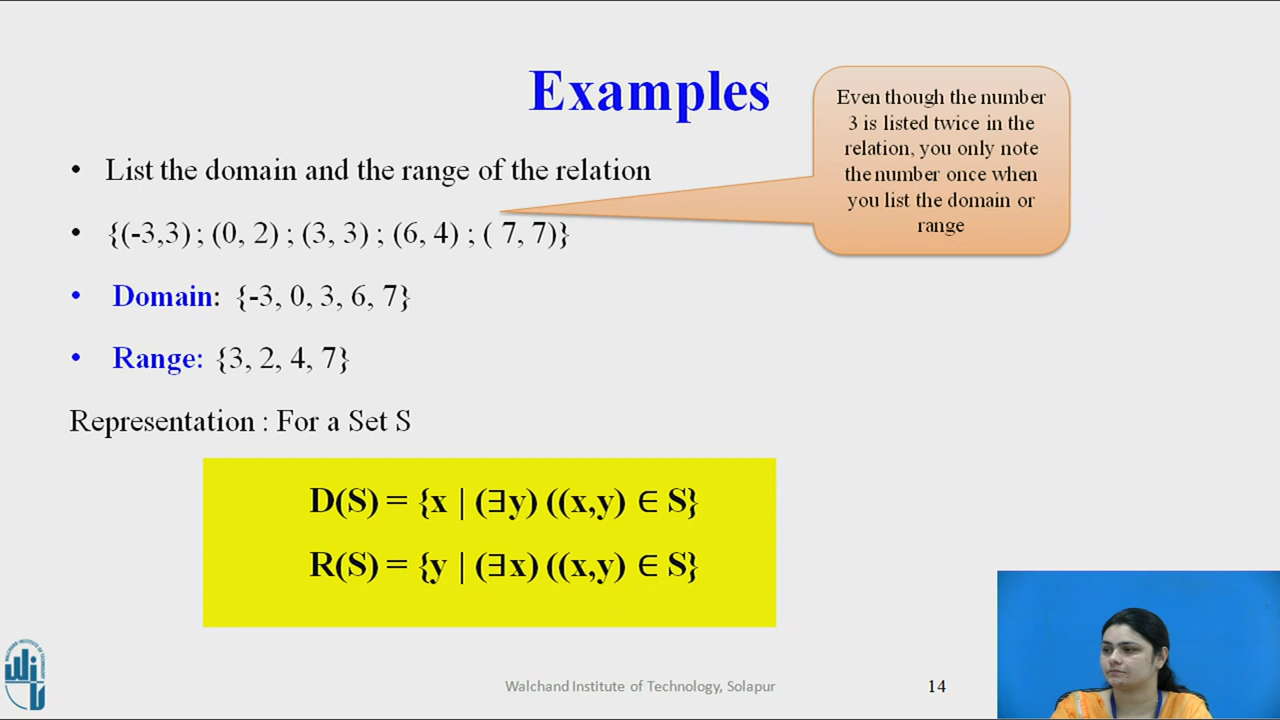 Examples
Even though the number
3 is listed twice in the
relation, you only note
the number once when
you list the domain or
range
• List the domain and the range of the relation
• {(-3,3) ; (0, 2) ; (3, 3) ; (6, 4) ; ( 7, 7)}
• Domain: {-3, 0, 3, 6, 7}
• Range: {3, 2, 4, 7}
Representation : For a Set S
D(S) = {x | (∃y) ((x,y) ∈ S}
R(S) = {y | (∃x) ((x,y) ∈ S}
Walchand Institute of Technology, Solapur
14